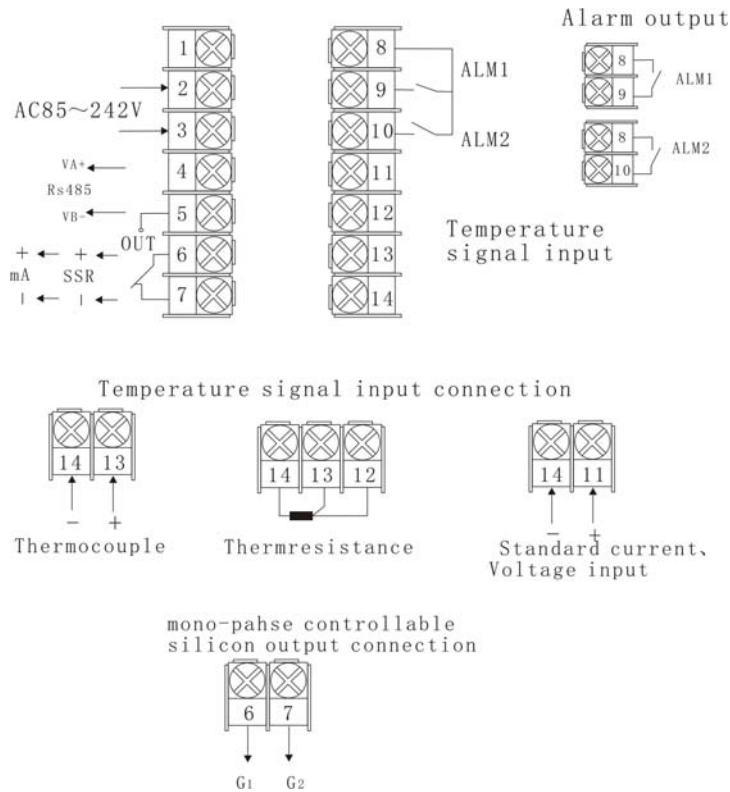 Alarm output
1
2
3
4
5
6
7
AC85～242V
VA+
Rs485
VB-
OUT
+ +
mA SSR
－ －
8
9
10
11
12
13
14
ALM1
ALM2
Temperature
signal input
8
9
ALM1
8
10
ALM2
Temperature signal input connection
14 13
－ +
Thermocouple
14 13 12
Thermresistance
14 11
－ +
Standard current、
Voltage input
mono-pahse controllable
silicon output connection
6 7
G1 G2